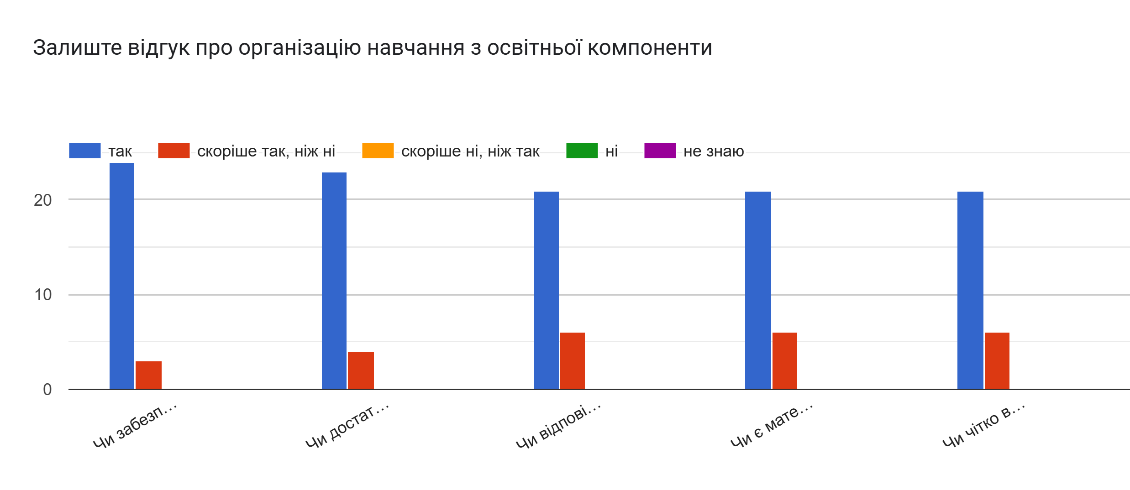 Залиште відгук про організацію навчання з освітньої компоненти
так скоріше так, ніж ні скоріше ні, ніж так ні не знаю
20
10
0
Чи забезп… Чи достат… Чи відпові… Чи є мате… Чи чітко в…